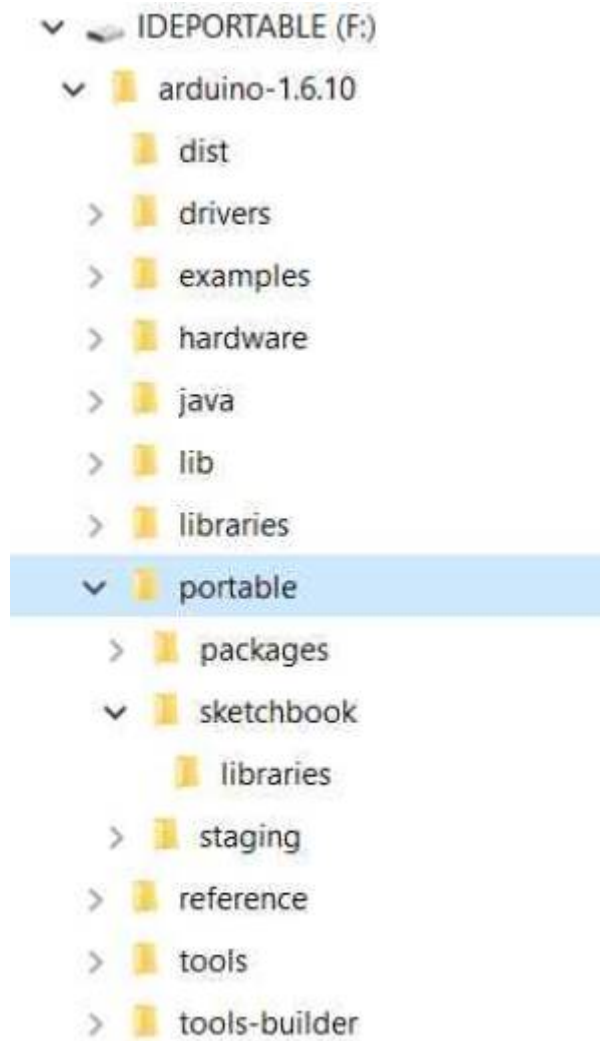 IDEPORTABLE (F:)
arduino-1.6.10
dist
drivers
examples
hardware
java
lib
libraries
portable
packages
sketchbook
libraries
staging
reference
tools
tools-builder